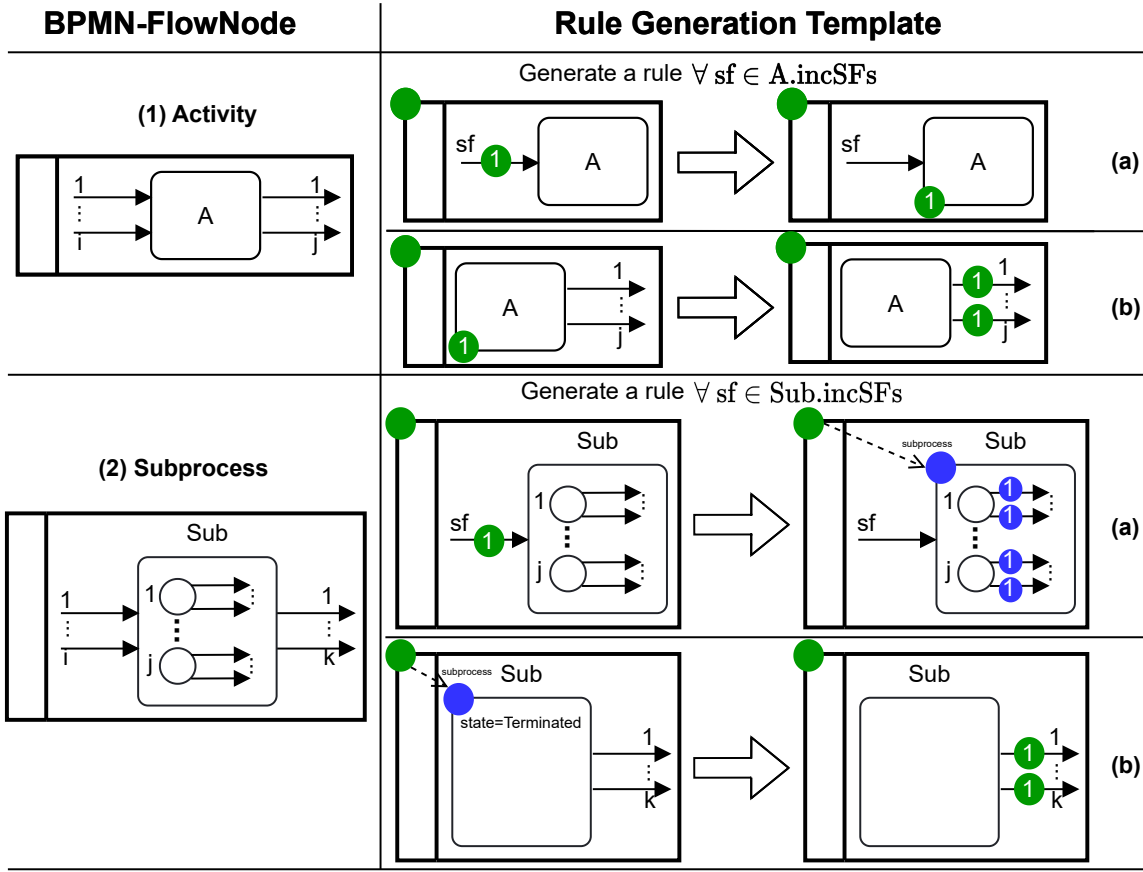 BPMN-FlowNode
Rule Generation Template
Generate a rule ∀ sf ∈ A.incSFs
(1) Activity
1
i
A
1
j
sf
1
A
sf
A
1
(a)
A
1
1
j
A
1
1
1
j
(b)
Generate a rule ∀ sf ∈ Sub.incSFs
(2) Subprocess
Sub
1
i
1
j
1
k
Sub
sf
1
1
j
subprocess
Sub
sf
1
j
1
1
1
1
(a)
subprocess
Sub
state=Terminated
1
k
Sub
1
1
1
k
(b)